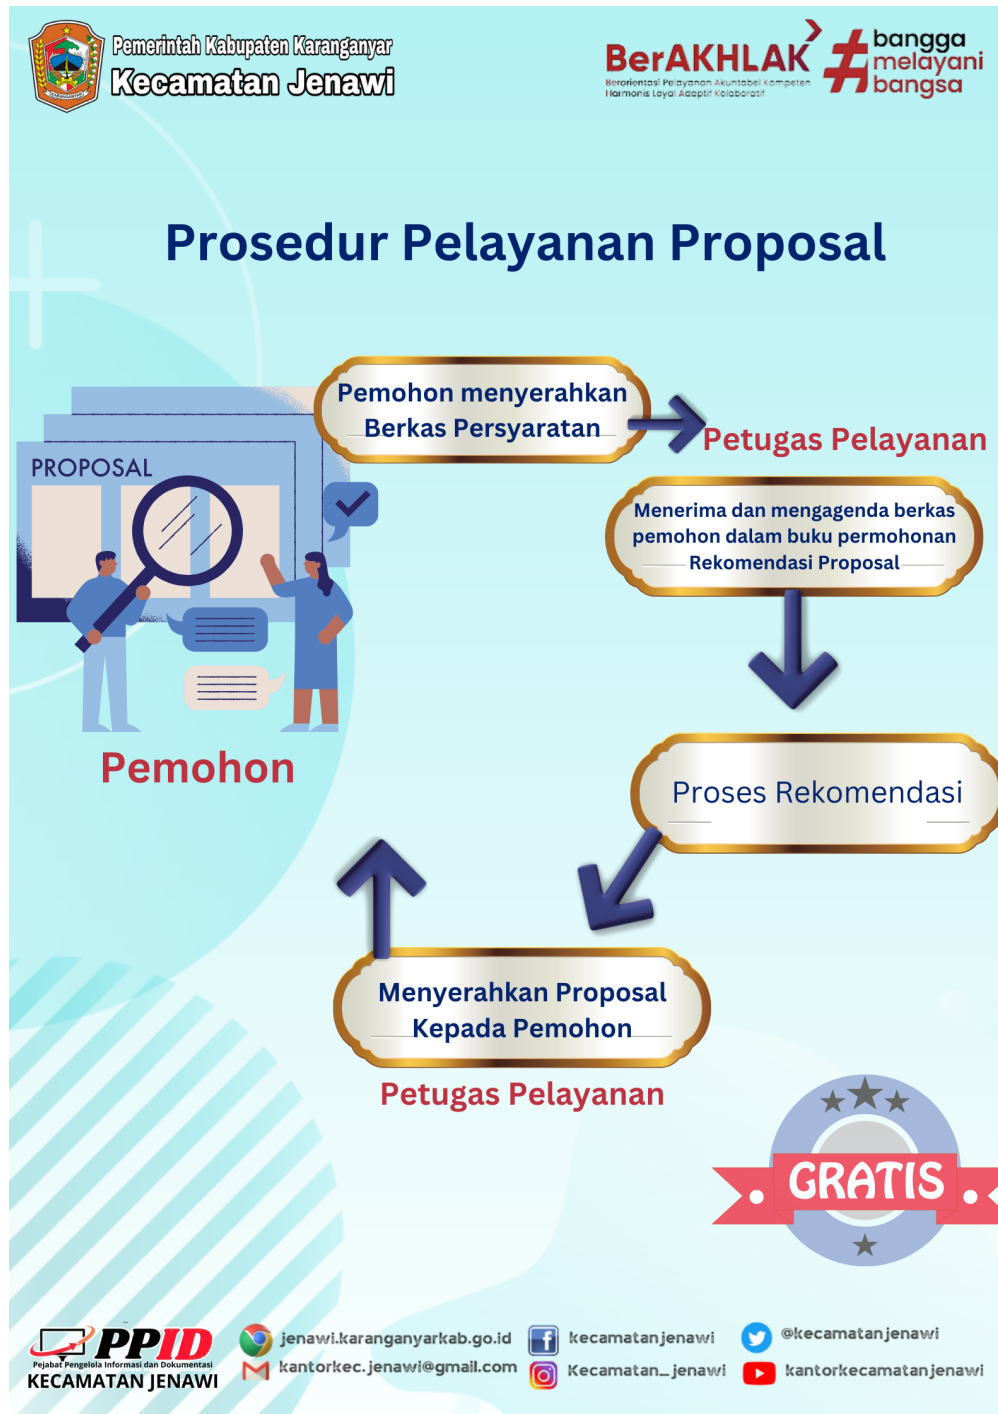 Pemerintah Kabupaten Karanganyar
Kecamatan Jenawi
BerAKHLAK
Berorientasi Pelayanan Akuntabel Kompeten
Harmonis Loyal Adaptif Kolaboratif
#bangga
melayani
bangsa
Prosedur Pelayanan Proposal
Pemohon menyerahkan
Berkas Persyaratan
Petugas Pelayanan
PROPOSAL
Menerima dan mengagenda berkas
pemohon dalam buku permohonan
Rekomendasi Proposal
Pemohon
Proses Rekomendasi
Menyerahkan Proposal
Kepada Pemohon
Petugas Pelayanan
GRATIS
PPID
Pejabat Pengelola Informasi dan Dokumentasi
KECAMATAN JENAWI
jenawi.karanganyarkab.go.id
kantorkec.jenawi@gmail.com
kecamatanjenawi
Kecamatan_jenawi
@kecamatanjenawi
kantorkecamatanjenawi